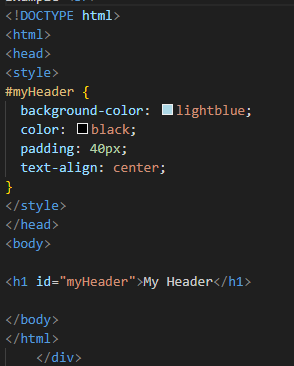 <!DOCTYPE html>
<html>
<head>
<style>
#myHeader {
  background-color: lightblue;
  color: black;
  padding: 40px;
  text-align: center;
}
</style>
</head>
<body>

<h1 id="myHeader">My Header</h1>

</body>
</html>
    </div>